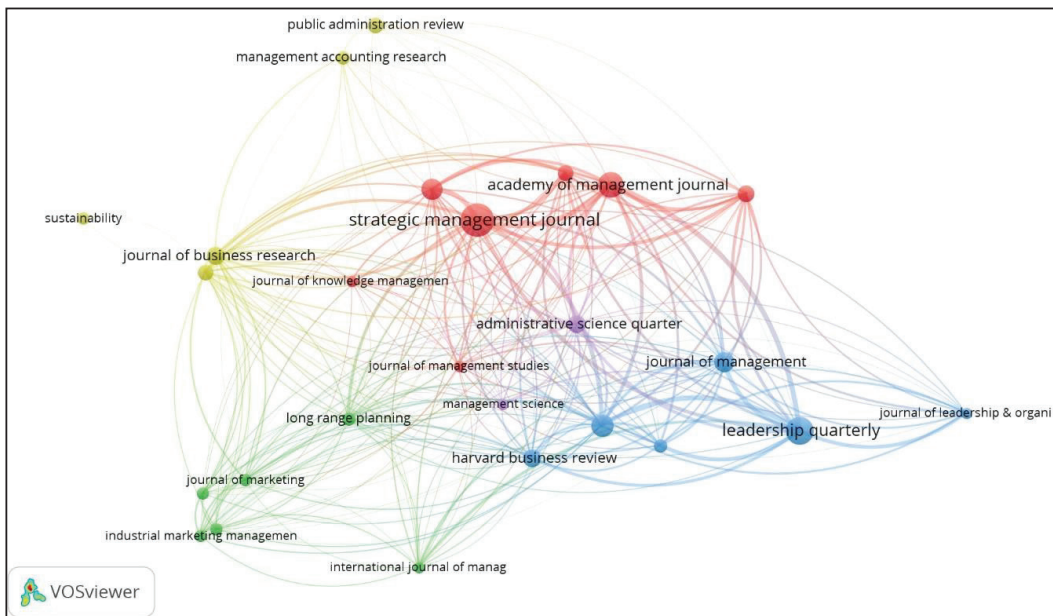 public administration review
management accounting research
academy of management journal
strategic management journal
sustainability
journal of business research
journal of knowledge managemen
administrative science quarter
journal of management studies
journal of management
management science
journal of leadership & organi
long range planning
leadership quarterly
harvard business review
journal of marketing
industrial marketing managemen
international journal of manag
VOSviewer